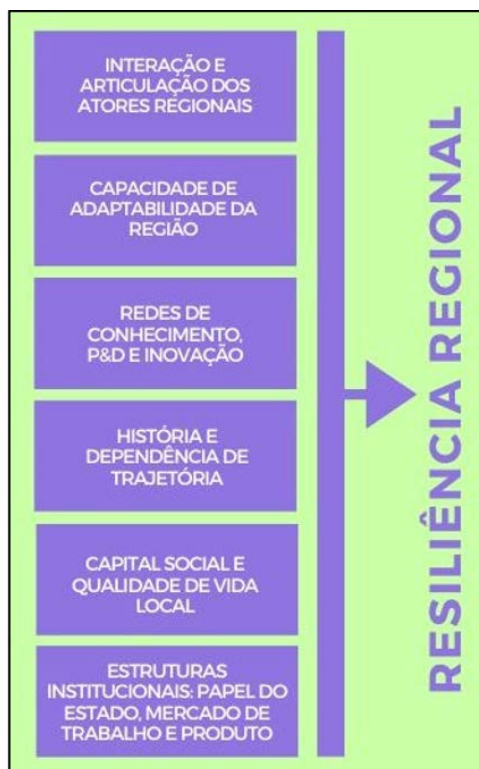 INTERAÇÃO E
ARTICULAÇÃO DOS
ATORES REGIONAIS
CAPACIDADE DE
ADAPTABILIDADE DA
REGIÃO
REDES DE
CONHECIMENTO,
P&D E INOVAÇÃO
HISTÓRIA E
DEPENDÊNCIA DE
TRAJETÓRIA
CAPITAL SOCIAL E
QUALIDADE DE VIDA
LOCAL
ESTRUTURAS
INSTITUCIONAIS: PAPEL DO
ESTADO, MERCADO DE
TRABALHO E PRODUTO
RESILIÊNCIA REGIONAL